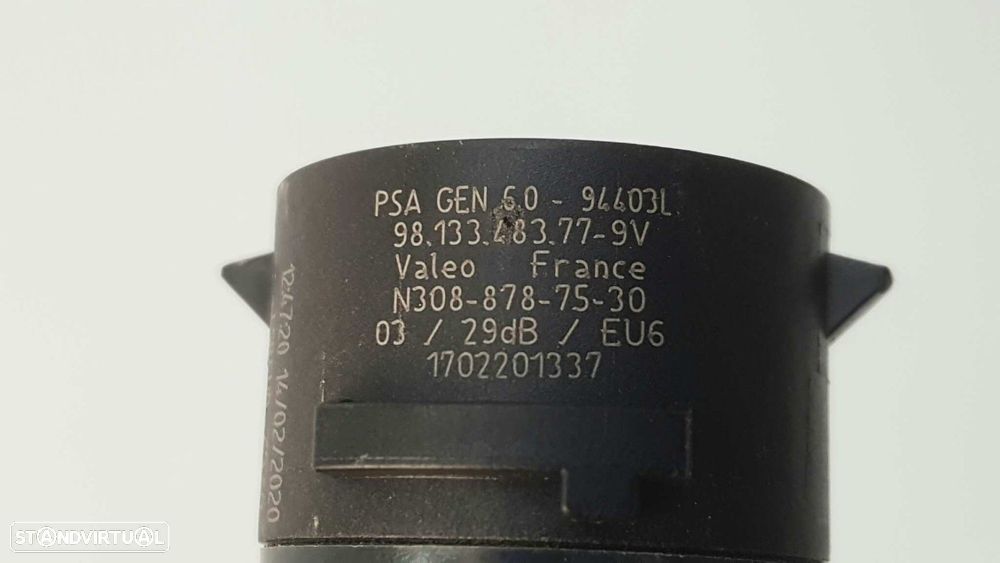 PSA GEN 6.0 - 94403L
98.133.483.77-9V
Valeo France
N308-878-75-30
03 / 29dB / EU6
1702201337
14/02/2020
STANDVIRTUAL